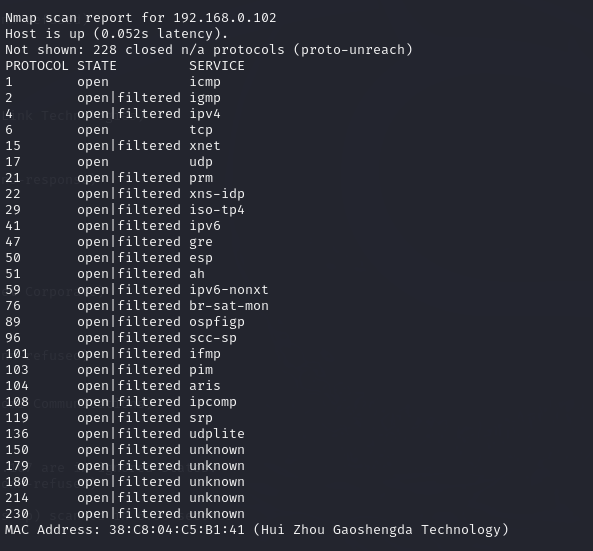 Nmap scan report for 192.168.0.102
Host is up (0.052s latency).
Not shown: 228 closed n/a protocols (proto-unreach)
PROTOCOL STATE         SERVICE
1        open          icmp
2        open|filtered igmp
4        open|filtered ipv4
6        open          tcp
15       open|filtered xnet
17       open          udp
21       open|filtered prm
22       open|filtered xns-idp
29       open|filtered iso-tp4
41       open|filtered ipv6
47       open|filtered gre
50       open|filtered esp
51       open|filtered ah
59       open|filtered ipv6-nonxt
76       open|filtered br-sat-mon
89       open|filtered ospfigp
96       open|filtered scc-sp
101      open|filtered ifmp
103      open|filtered pim
104      open|filtered aris
108      open|filtered ipcomp
119      open|filtered srp
136      open|filtered udplite
150      open|filtered unknown
179      open|filtered unknown
180      open|filtered unknown
214      open|filtered unknown
230      open|filtered unknown
MAC Address: 38:C8:04:C5:B1:41 (Hui Zhou Gaoshengda Technology)